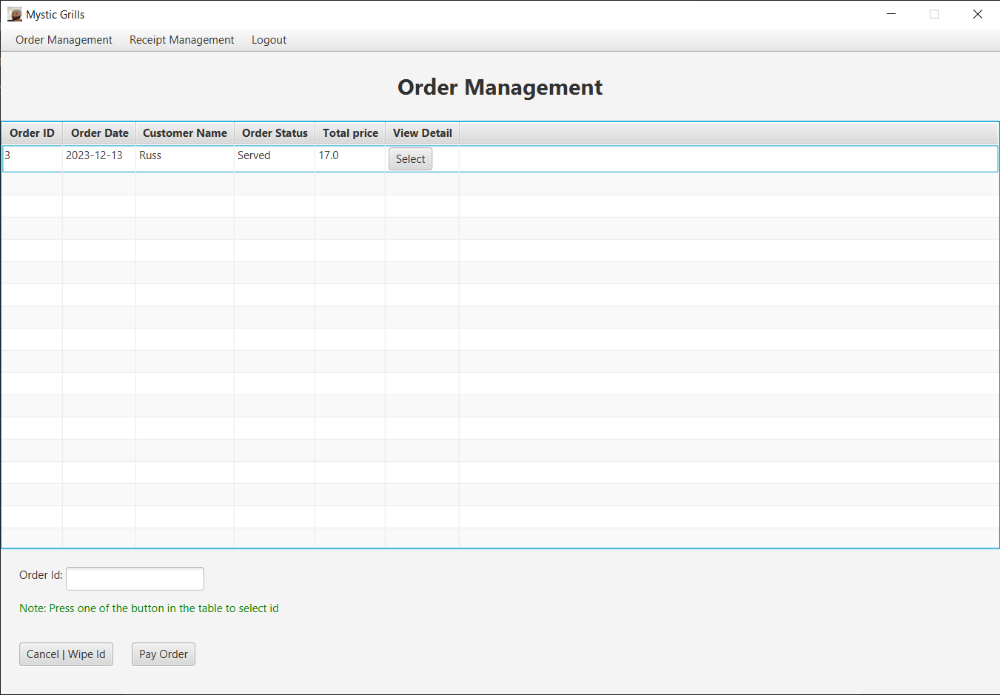 Mystic Grills
Order Management Receipt Management Logout
Order Management
Order ID Order Date Customer Name Order Status Total price View Detail
3 2023-12-13 Russ Served 17.0 Select
Order Id:
Note: Press one of the button in the table to select id
Cancel | Wipe Id Pay Order